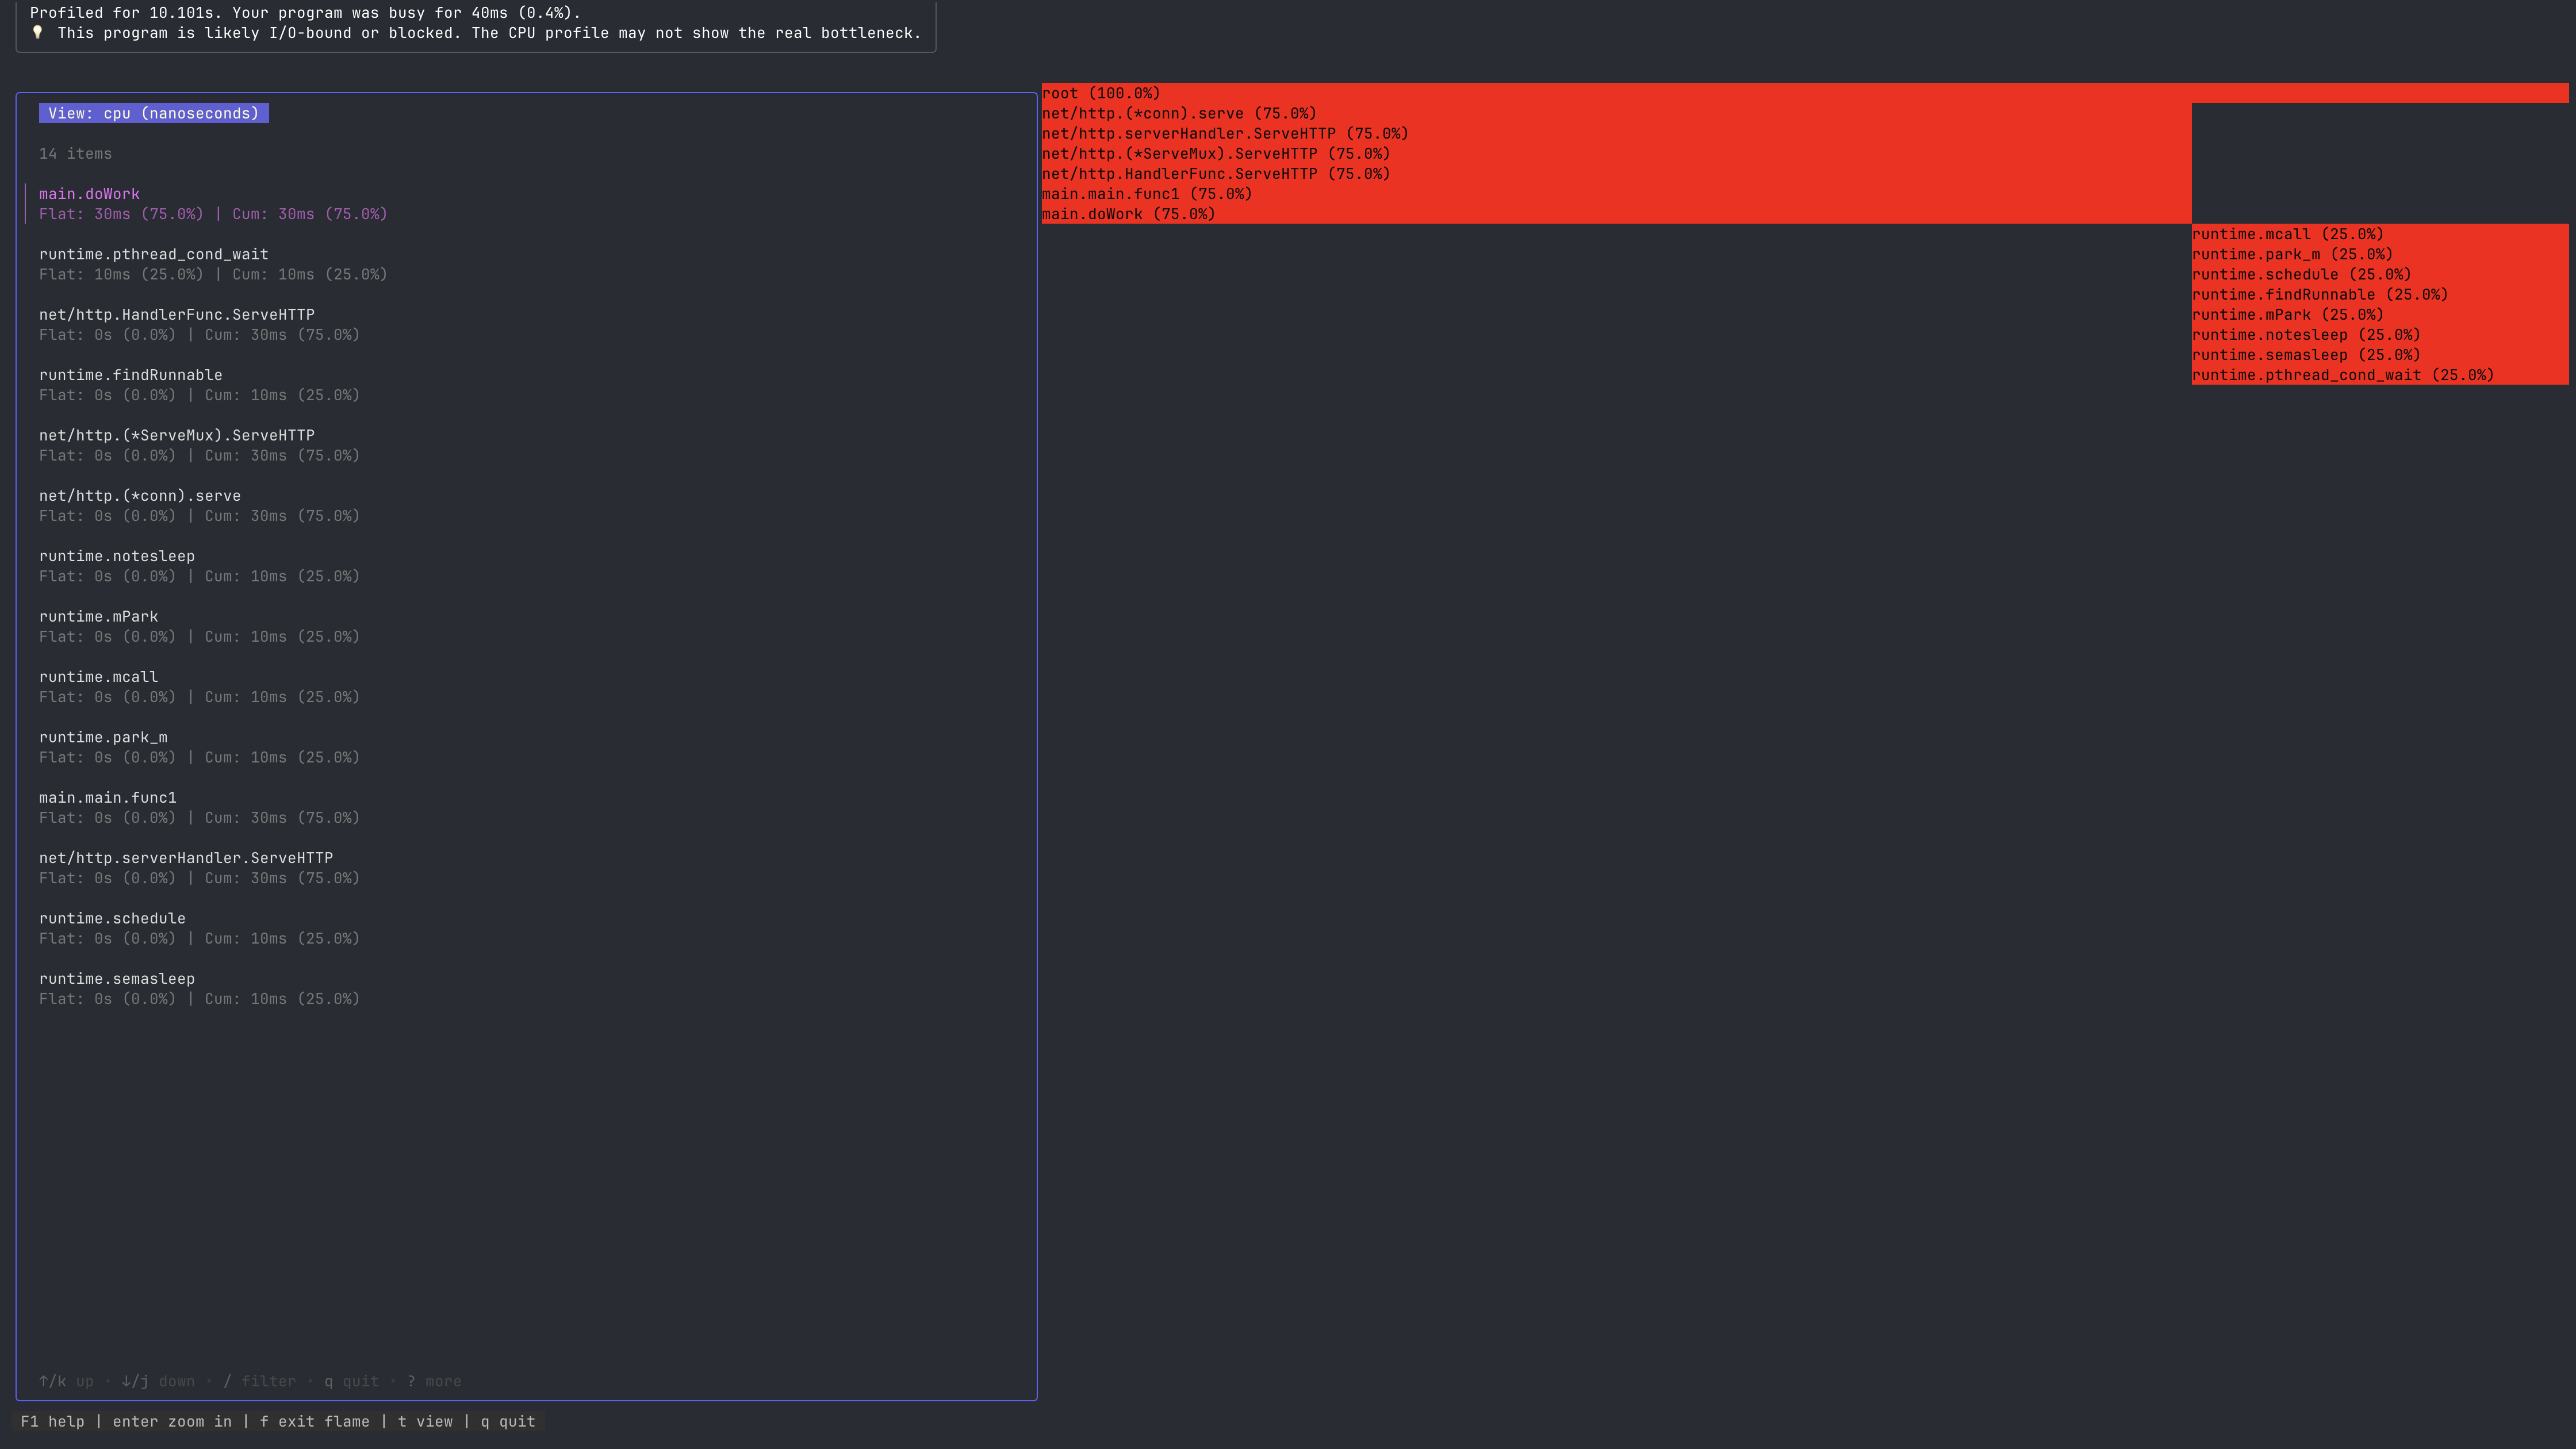 Profiled for 10.101s. Your program was busy for 40ms (0.4%).
💡 This program is likely I/O-bound or blocked. The CPU profile may not show the real bottleneck.
View: cpu (nanoseconds)
14 items
main.doWork
Flat: 30ms (75.0%) | Cum: 30ms (75.0%)
runtime.pthread_cond_wait
Flat: 10ms (25.0%) | Cum: 10ms (25.0%)
net/http.HandlerFunc.ServeHTTP
Flat: 0s (0.0%) | Cum: 30ms (75.0%)
runtime.findRunnable
Flat: 0s (0.0%) | Cum: 10ms (25.0%)
net/http.(*ServeMux).ServeHTTP
Flat: 0s (0.0%) | Cum: 30ms (75.0%)
net/http.(*conn).serve
Flat: 0s (0.0%) | Cum: 30ms (75.0%)
runtime.notesleep
Flat: 0s (0.0%) | Cum: 10ms (25.0%)
runtime.mPark
Flat: 0s (0.0%) | Cum: 10ms (25.0%)
runtime.mcall
Flat: 0s (0.0%) | Cum: 10ms (25.0%)
runtime.park_m
Flat: 0s (0.0%) | Cum: 10ms (25.0%)
main.main.func1
Flat: 0s (0.0%) | Cum: 30ms (75.0%)
net/http.serverHandler.ServeHTTP
Flat: 0s (0.0%) | Cum: 30ms (75.0%)
runtime.schedule
Flat: 0s (0.0%) | Cum: 10ms (25.0%)
runtime.semasleep
Flat: 0s (0.0%) | Cum: 10ms (25.0%)
↑/k up • ↓/j down • / filter • q quit • ? more
root (100.0%)
net/http.(*conn).serve (75.0%)
net/http.serverHandler.ServeHTTP (75.0%)
net/http.(*ServeMux).ServeHTTP (75.0%)
net/http.HandlerFunc.ServeHTTP (75.0%)
main.main.func1 (75.0%)
main.doWork (75.0%)
runtime.mcall (25.0%)
runtime.park_m (25.0%)
runtime.schedule (25.0%)
runtime.findRunnable (25.0%)
runtime.mPark (25.0%)
runtime.notesleep (25.0%)
runtime.semasleep (25.0%)
runtime.pthread_cond_wait (25.0%)
F1 help | enter zoom in | f exit flame | t view | q quit